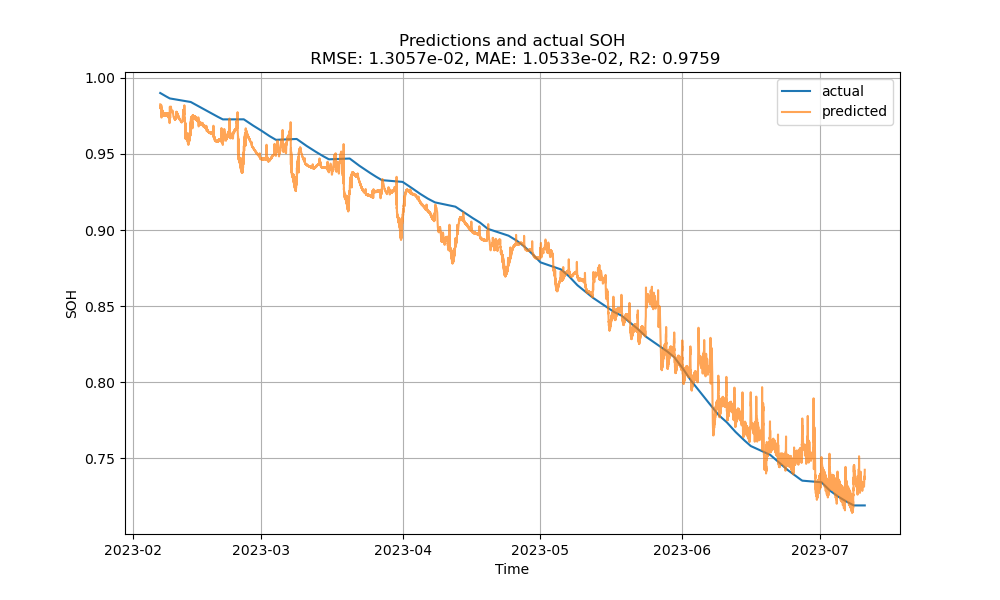 Predictions and actual SOH
RMSE: 1.3057e-02, MAE: 1.0533e-02, R2: 0.9759
actual
predicted
1.00
0.95
0.90
0.85
0.80
0.75
SOH
2023-02 2023-03 2023-04 2023-05 2023-06 2023-07
Time